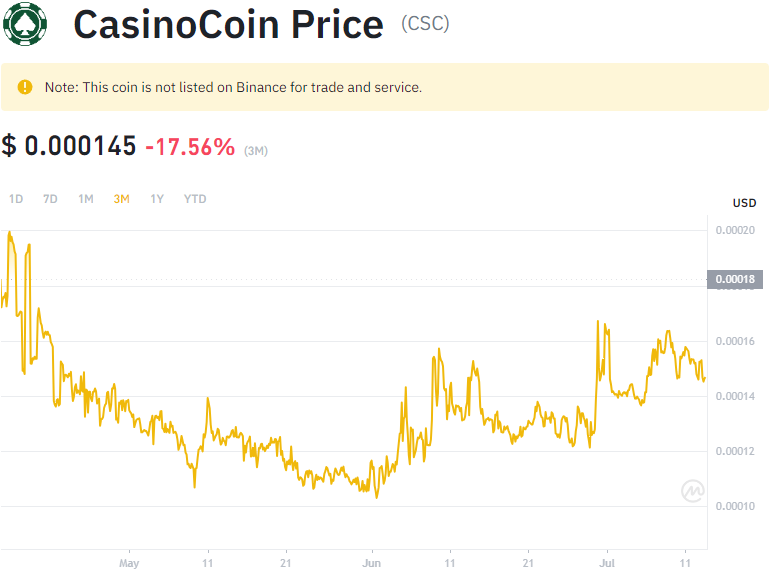 CasinoCoin Price (CSC)
Note: This coin is not listed on Binance for trade and service.
$ 0.000145 -17.56% (3M)
1D 7D 1M 3M 1Y YTD
USD
0.00020
0.00018
0.00016
0.00014
0.00012
0.00010
May 11 21 Jun 11 21 Jul 11